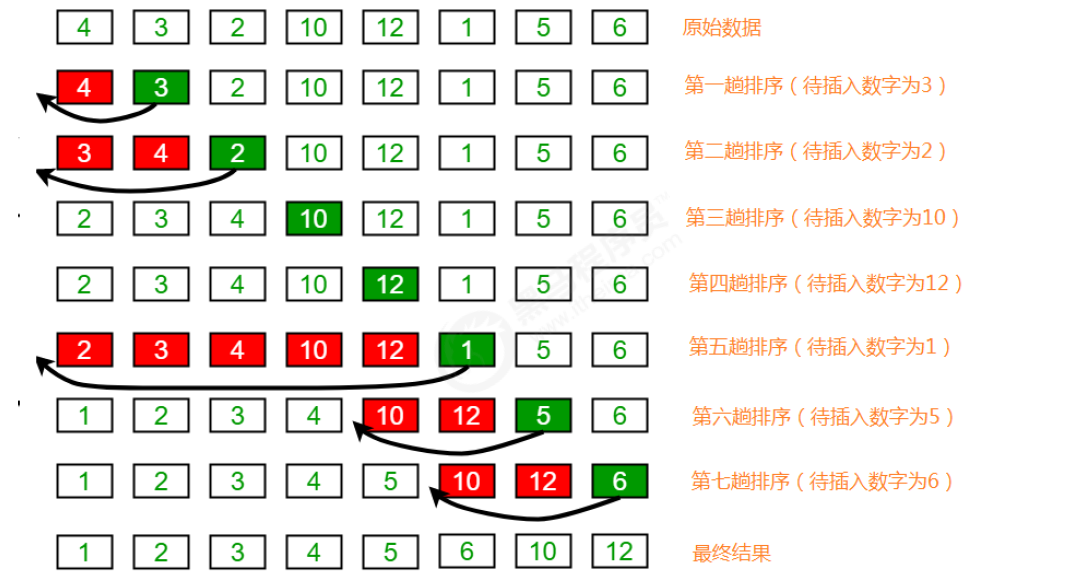 4 3 2 10 12 1 5 6 原始数据
4 3 2 10 12 1 5 6 第一趟排序（待插入数字为3）
3 4 2 10 12 1 5 6 第二趟排序（待插入数字为2）
2 3 4 10 12 1 5 6 第三趟排序（待插入数字为10）
2 3 4 10 12 1 5 6 第四趟排序（待插入数字为12）
2 3 4 10 12 1 5 6 第五趟排序（待插入数字为1）
1 2 3 4 10 12 5 6 第六趟排序（待插入数字为5）
1 2 3 4 5 10 12 6 第七趟排序（待插入数字为6）
1 2 3 4 5 6 10 12 最终结果